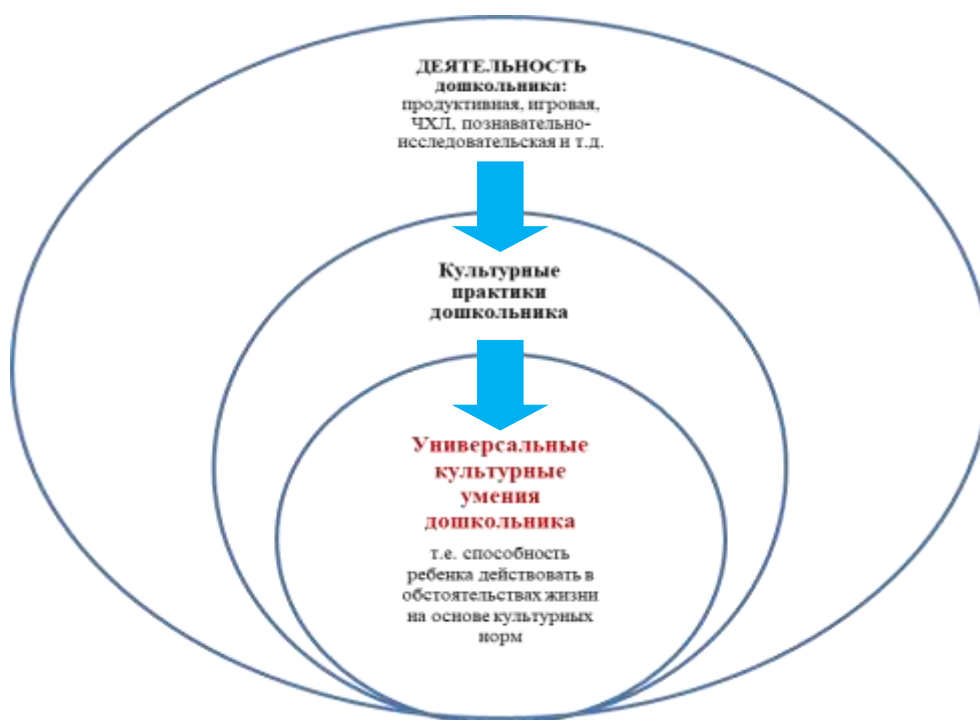 ДЕЯТЕЛЬНОСТЬ
дошкольника:
продуктивная, игровая,
ЧХЛ, познавательно-
исследовательская и т.д.
Культурные
практики
дошкольника
Универсальные
культурные
умения
дошкольника
т.е. способность
ребенка действовать в
обстоятельствах жизни
на основе культурных
норм